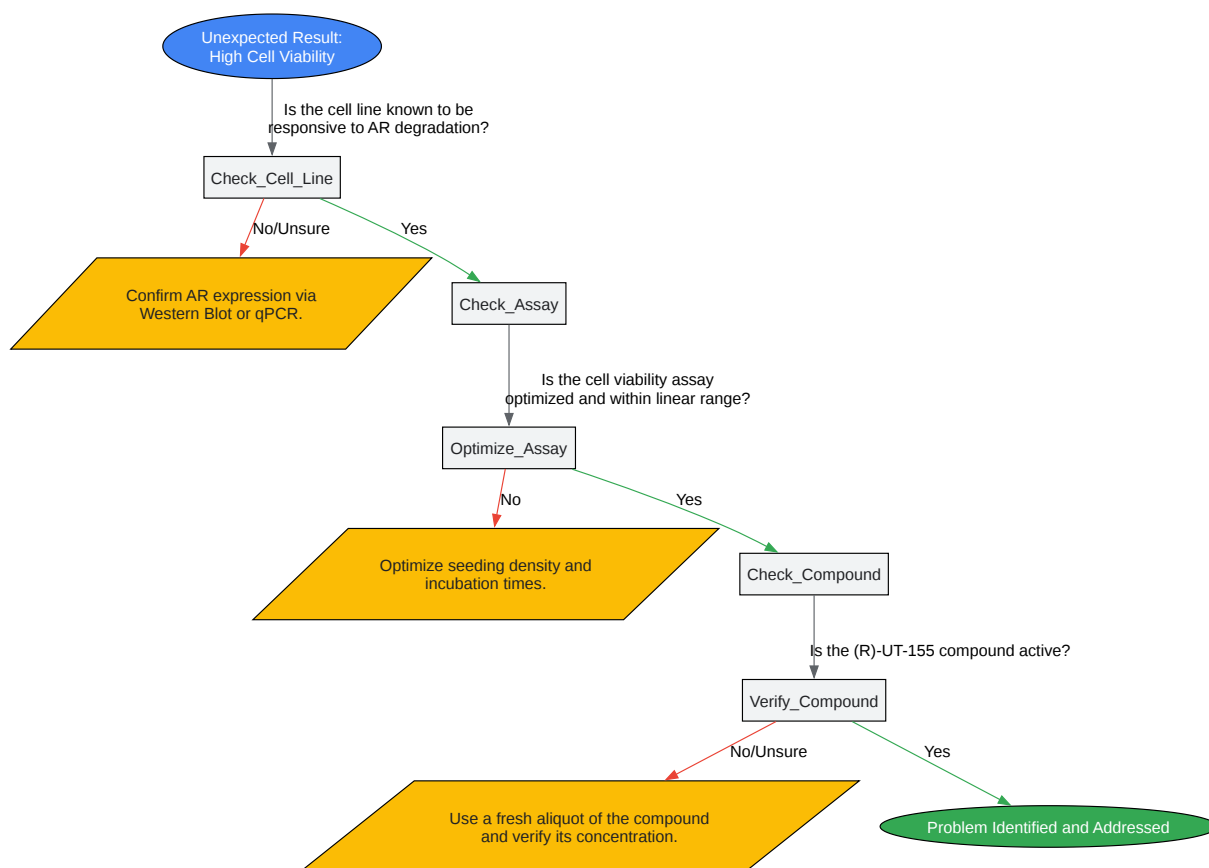 Unexpected Result:
High Cell Viability
Is the cell line known to be
responsive to AR degradation?
Check_Cell_Line
No/Unsure
Yes
Confirm AR expression via
Western Blot or qPCR.
Check_Assay
Is the cell viability assay
optimized and within linear range?
Optimize_Assay
No
Yes
Optimize seeding density and
incubation times.
Check_Compound
Is the (R)-UT-155 compound active?
Verify_Compound
No/Unsure
Yes
Use a fresh aliquot of the compound
and verify its concentration.
Problem Identified and Addressed